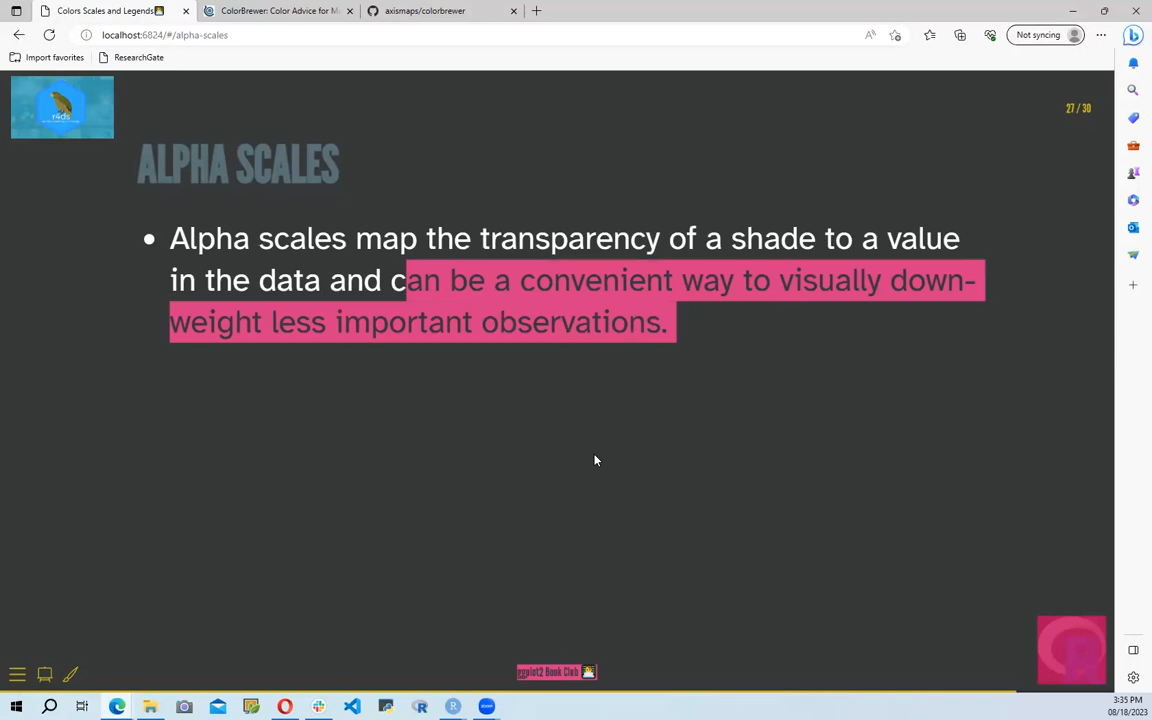 Colors Scales and Legends
ColorBrewer: Color Advice for M
axismaps/colorbrewer
localhost:6824/#/alpha-scales
Not syncing
Import favorites
ResearchGate
r4ds
27 / 30
ALPHA SCALES
• Alpha scales map the transparency of a shade to a value
in the data and can be a convenient way to visually down-
weight less important observations.
ggplot2 Book Club
3:35 PM
08/18/2023